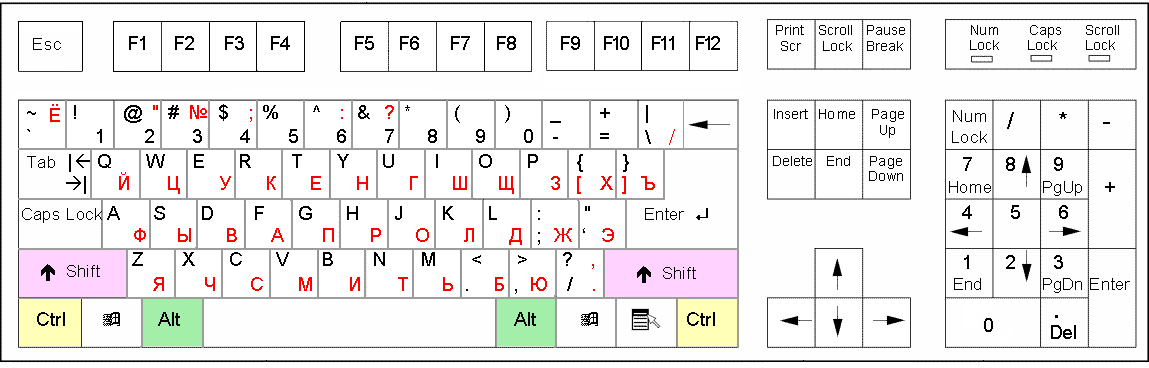 Esc F1 F2 F3 F4 F5 F6 F7 F8 F9 F10 F11 F12 Print Scr Scroll Lock Pause Break Num Lock Caps Lock Scroll Lock
~ Ё ! @ " # № $ ; % ^ : & ? * ( ) _ + |
` 1 2 3 4 5 6 7 8 9 0 - = \ /
Insert Home Page Up Num Lock / * -
Tab Q W E R T Y U I O P { }
Й Ц У К Е Н Г Ш Щ З [ Х ] Ъ
Delete End Page Down 7 Home 8 9 PgUp +
Caps Lock A S D F G H J K L : " Enter
Ф Ы В А П Р О Л Д ; Ж ' Э
4 5 6
Shift Z X C V B N M < > ? , Shift
Я Ч С М И Т Ь . Б , Ю / .
1 End 2 3 PgDn Enter
Ctrl Alt Alt Ctrl 0 . Del